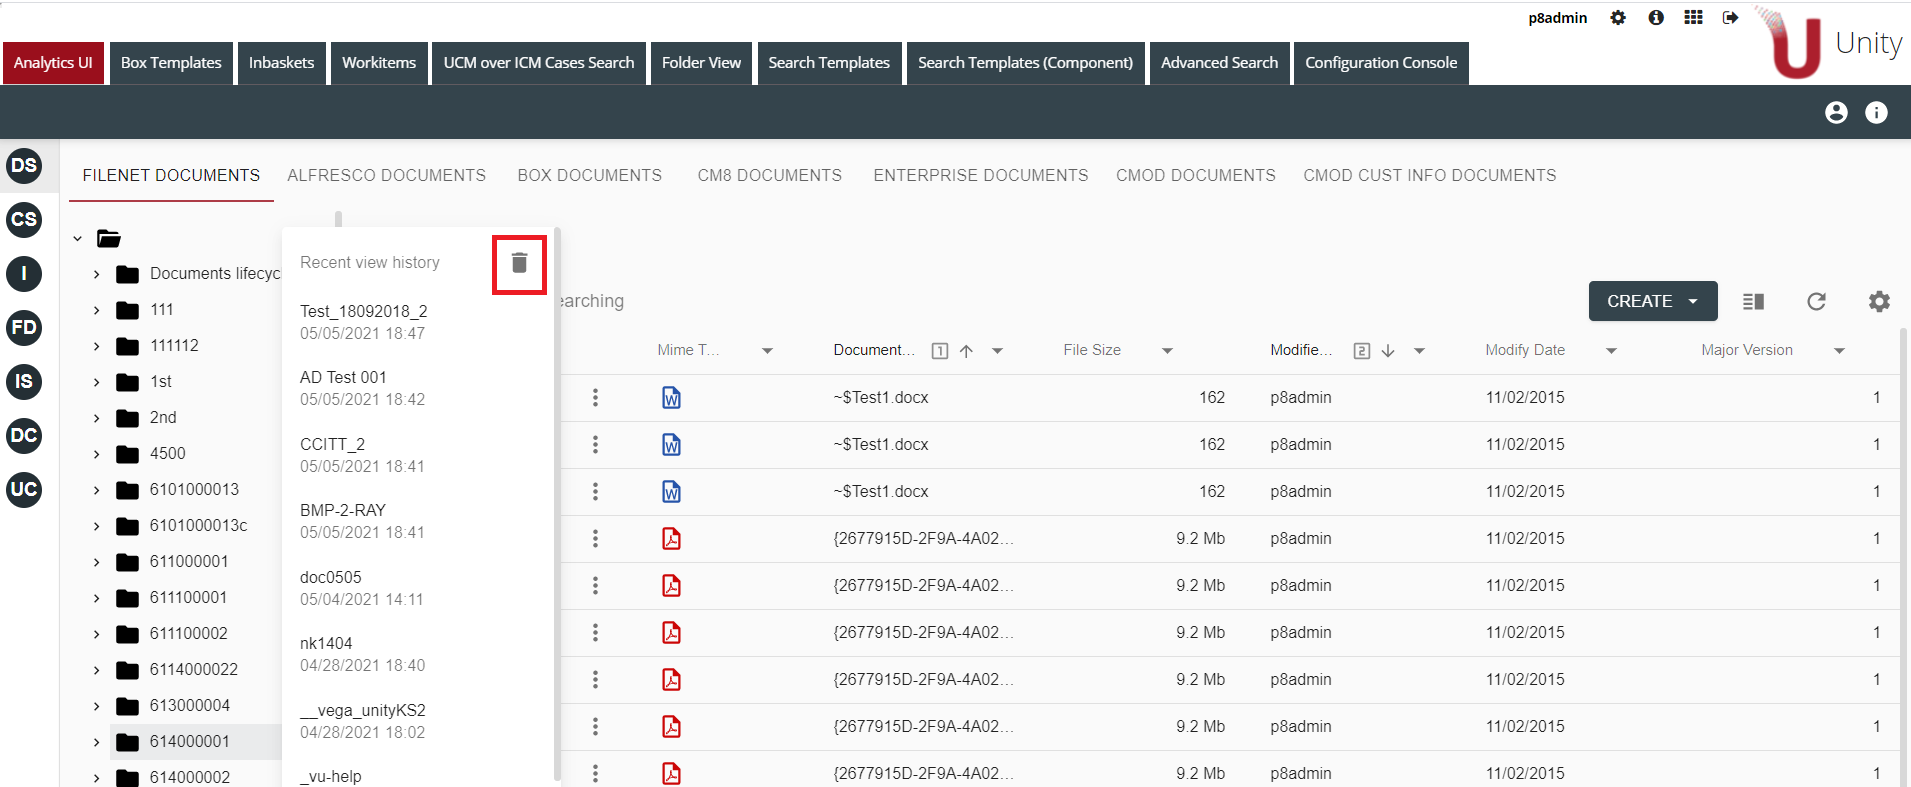 p8admin
Unity
Analytics UI
Box Templates
Inbaskets
Workitems
UCM over ICM Cases Search
Folder View
Search Templates
Search Templates (Component)
Advanced Search
Configuration Console
DS
CS
I
FD
IS
DC
UC
FILENET DOCUMENTS
ALFRESCO DOCUMENTS
BOX DOCUMENTS
CM8 DOCUMENTS
ENTERPRISE DOCUMENTS
CMOD DOCUMENTS
CMOD CUST INFO DOCUMENTS
Documents lifecyc
111
111112
1st
2nd
4500
6101000013
6101000013c
611000001
611100001
611100002
6114000022
613000004
614000001
614000002
Recent view history
Test_18092018_2
05/05/2021 18:47
AD Test 001
05/05/2021 18:42
CCITT_2
05/05/2021 18:41
BMP-2-RAY
05/05/2021 18:41
doc0505
05/04/2021 14:11
nk1404
04/28/2021 18:40
__vega_unityKS2
04/28/2021 18:02
_vu-help
earching
CREATE
Mime T... Document... 1 File Size Modifie... 2 Modify Date Major Version
~$Test1.docx 162 p8admin 11/02/2015 1
~$Test1.docx 162 p8admin 11/02/2015 1
~$Test1.docx 162 p8admin 11/02/2015 1
{2677915D-2F9A-4A02... 9.2 Mb p8admin 11/02/2015 1
{2677915D-2F9A-4A02... 9.2 Mb p8admin 11/02/2015 1
{2677915D-2F9A-4A02... 9.2 Mb p8admin 11/02/2015 1
{2677915D-2F9A-4A02... 9.2 Mb p8admin 11/02/2015 1
{2677915D-2F9A-4A02... 9.2 Mb p8admin 11/02/2015 1
{2677915D-2F9A-4A02... 9.2 Mb p8admin 11/02/2015 1